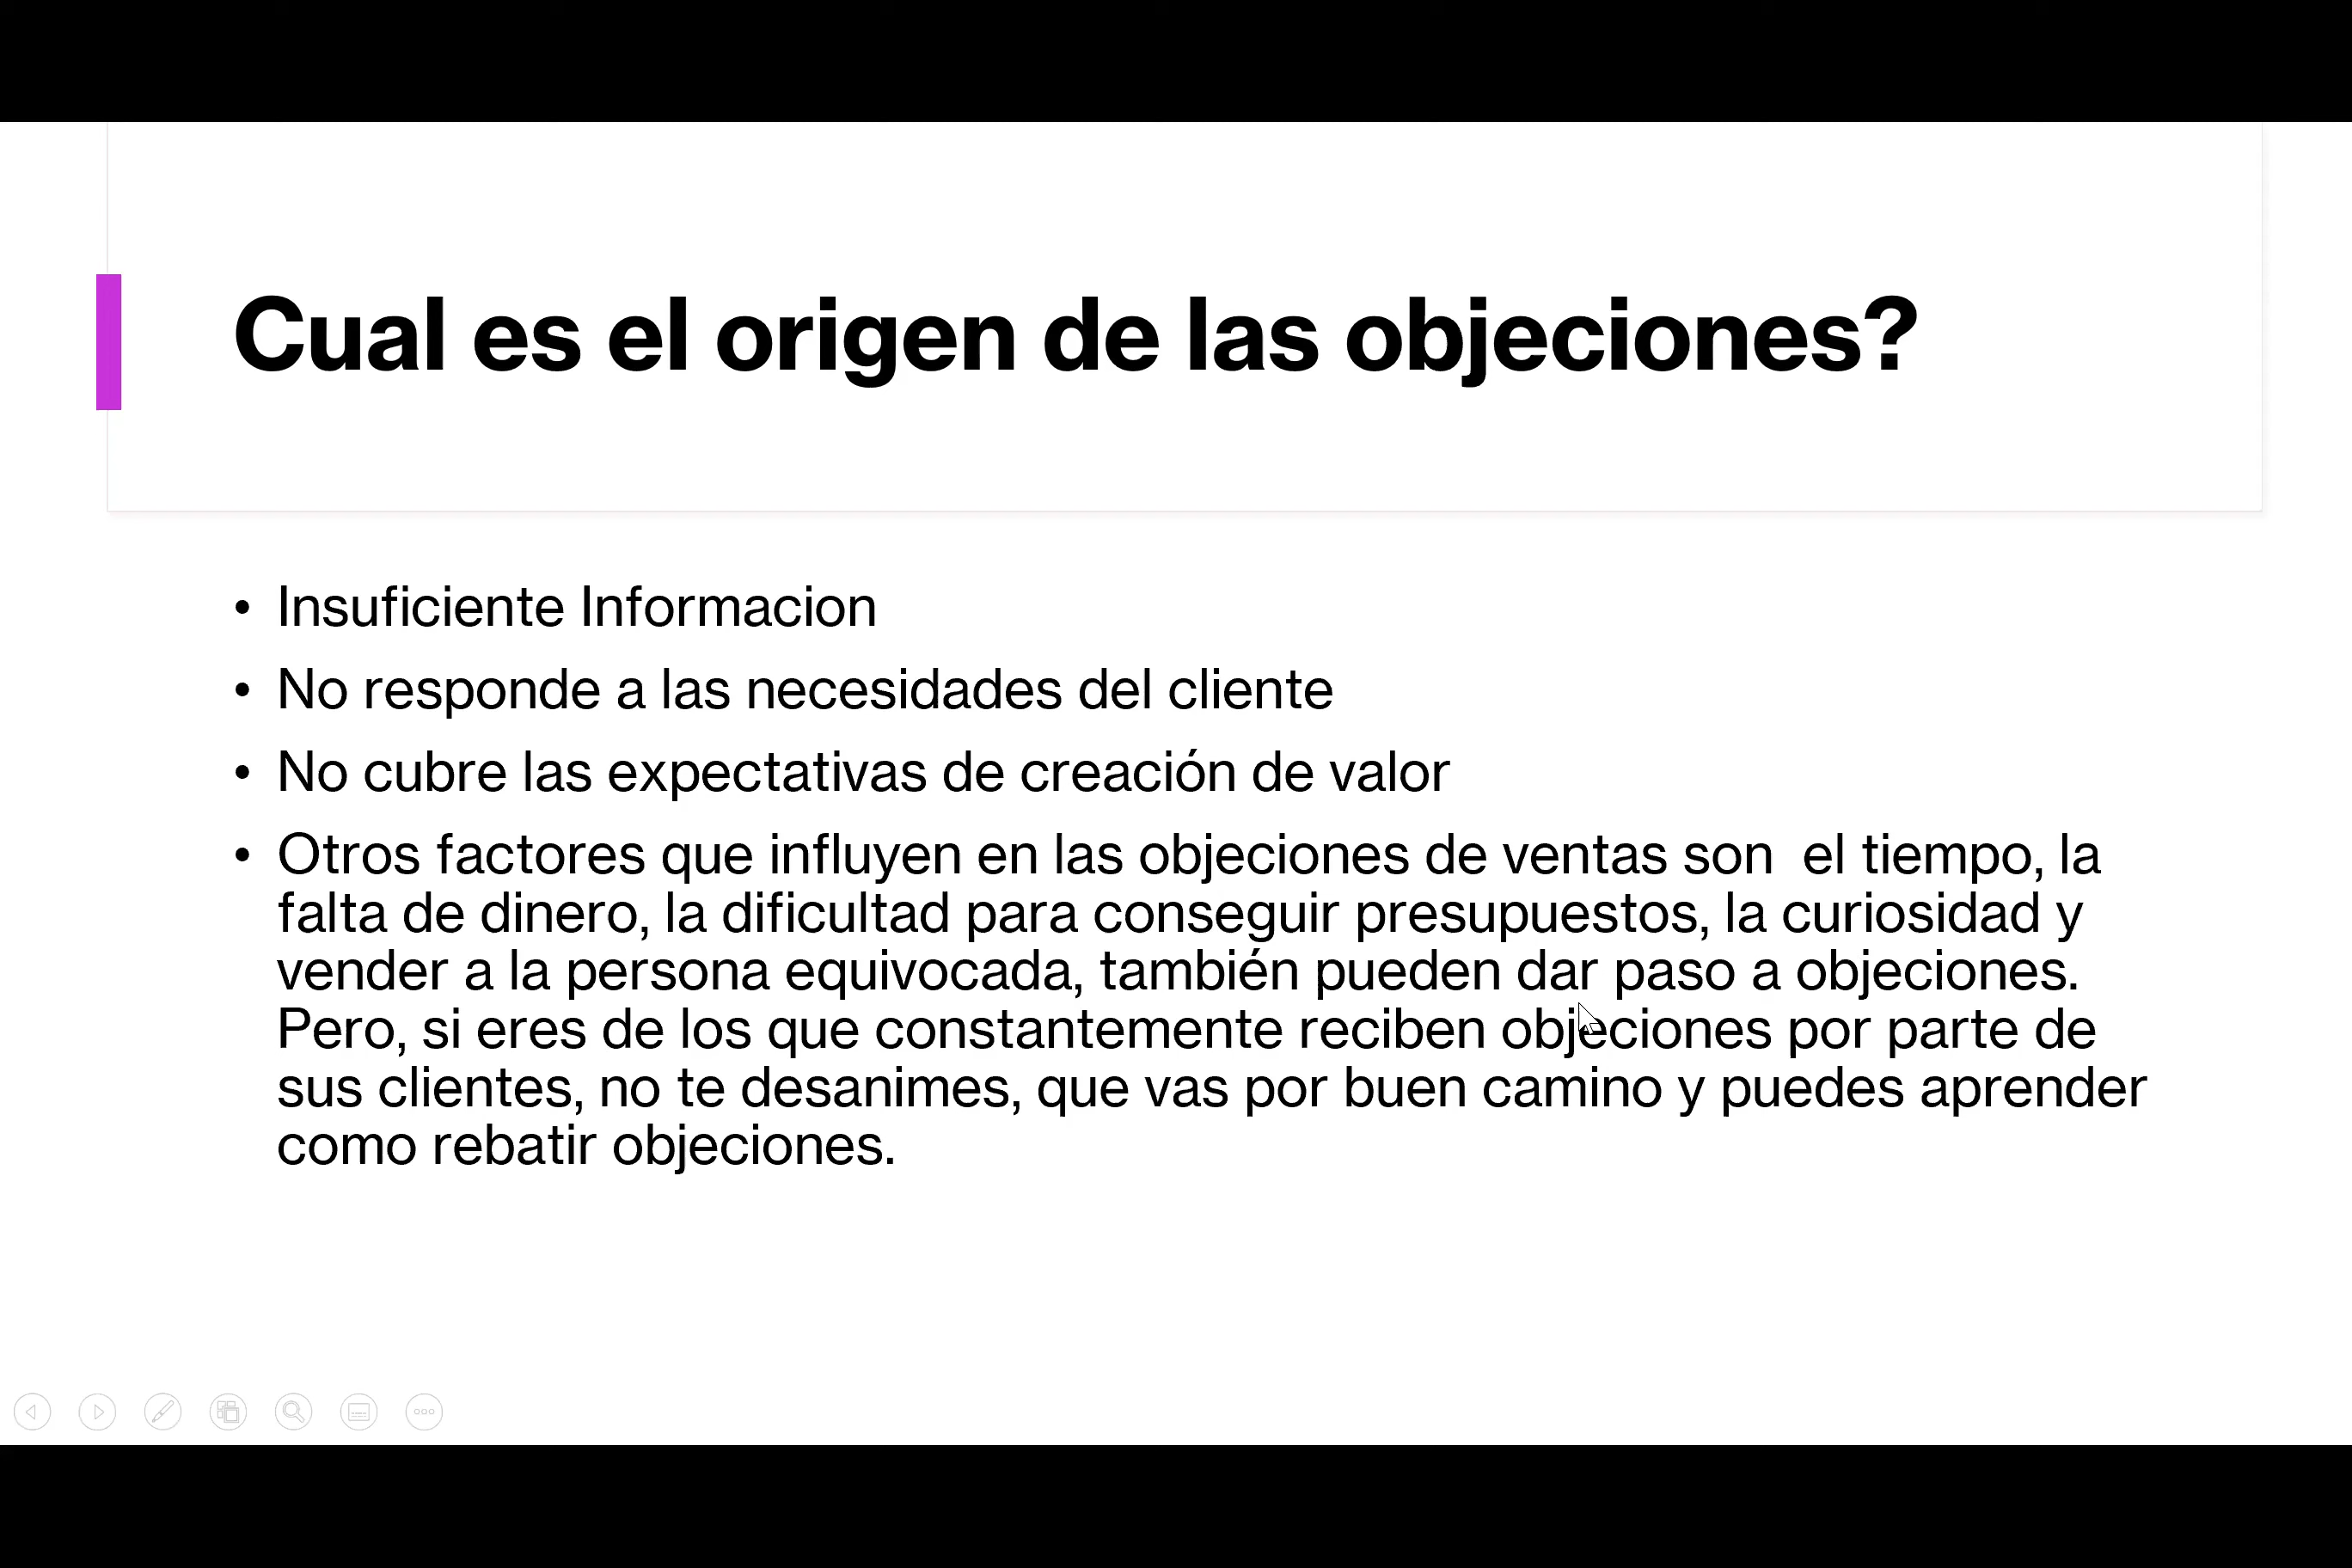 Cual es el origen de las objeciones?
• Insuficiente Informacion
• No responde a las necesidades del cliente
• No cubre las expectativas de creación de valor
• Otros factores que influyen en las objeciones de ventas son  el tiempo, la
falta de dinero, la dificultad para conseguir presupuestos, la curiosidad y
vender a la persona equivocada, también pueden dar paso a objeciones.
Pero, si eres de los que constantemente reciben objeciones por parte de
sus clientes, no te desanimes, que vas por buen camino y puedes aprender
como rebatir objeciones.